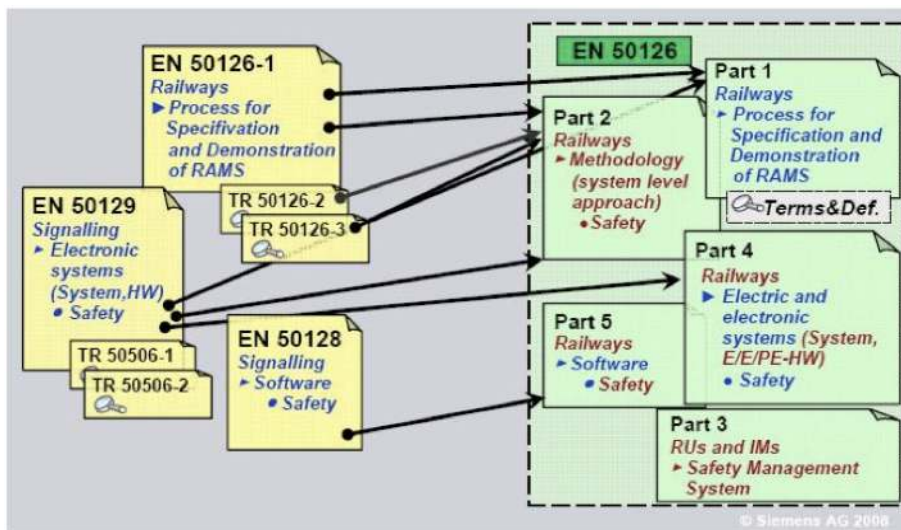 EN 50126-1
Railways
► Process for
Specifivation
and Demonstration
of RAMS
TR 50126-2
TR 50126-3
EN 50129
Signalling
► Electronic
systems
(System,HW)
● Safety
TR 50506-1
TR 50506-2
EN 50128
Signalling
► Software
● Safety
EN 50126
Part 1
Railways
► Process for
Specification and
Demonstration
of RAMS
Terms&Def.
Part 2
Railways
► Methodology
(system level
approach)
● Safety
Part 4
Railways
► Electric and
electronic
systems (System,
E/E/PE-HW)
● Safety
Part 5
Railways
► Software
● Safety
Part 3
RUs and IMs
► Safety Management
System
© Siemens AG 2008